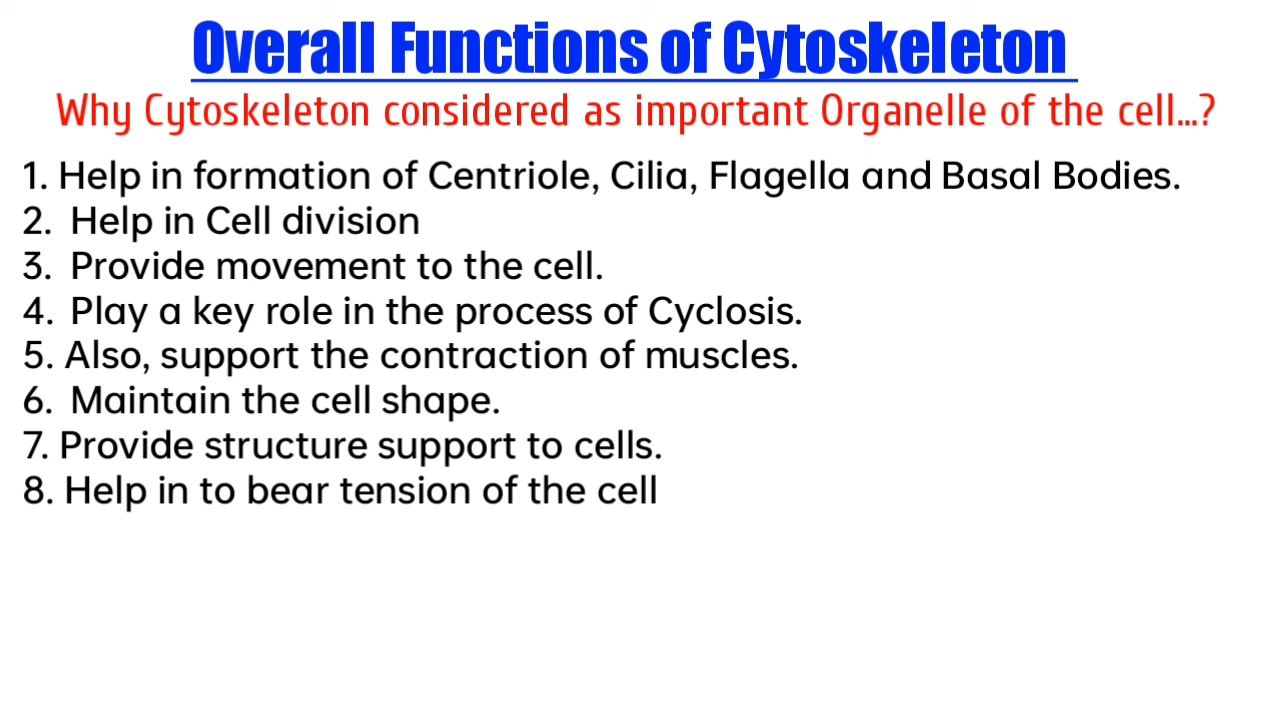 Overall Functions of Cytoskeleton
Why Cytoskeleton considered as important Organelle of the cell...?
1. Help in formation of Centriole, Cilia, Flagella and Basal Bodies.
2. Help in Cell division
3. Provide movement to the cell.
4. Play a key role in the process of Cyclosis.
5. Also, support the contraction of muscles.
6. Maintain the cell shape.
7. Provide structure support to cells.
8. Help in to bear tension of the cell